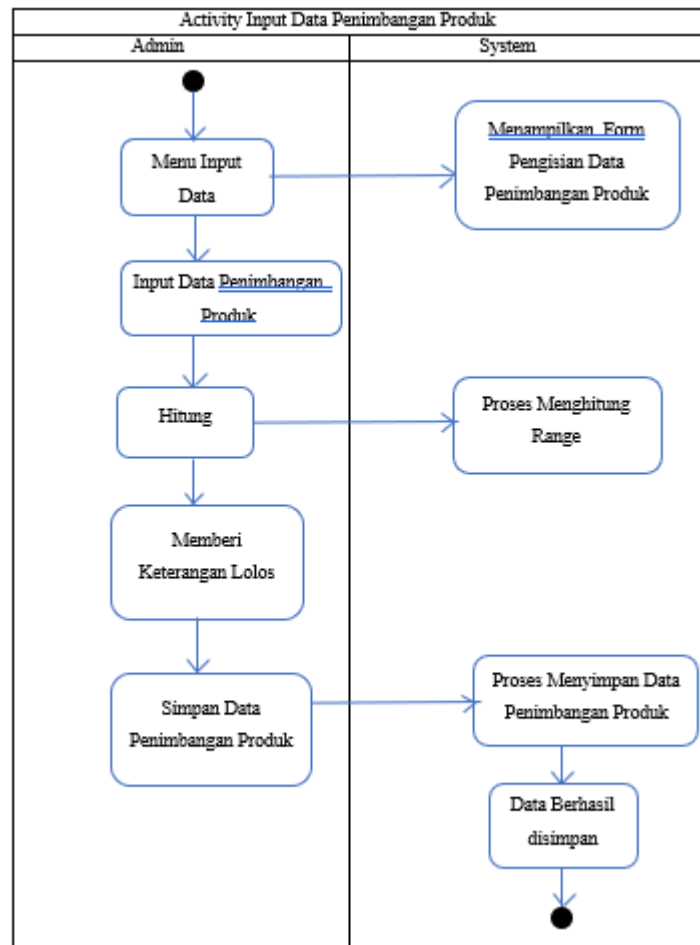 Activity Input Data Penimbangan Produk
Admin
System
Menu Input
Data
Menampilkan Form
Pengisian Data
Penimbangan Produk
Input Data Penimbangan
Produk
Hitung
Proses Menghitung
Range
Memberi
Keterangan Lolos
Simpan Data
Penimbangan Produk
Proses Menyimpan Data
Penimbangan Produk
Data Berhasil
disimpan